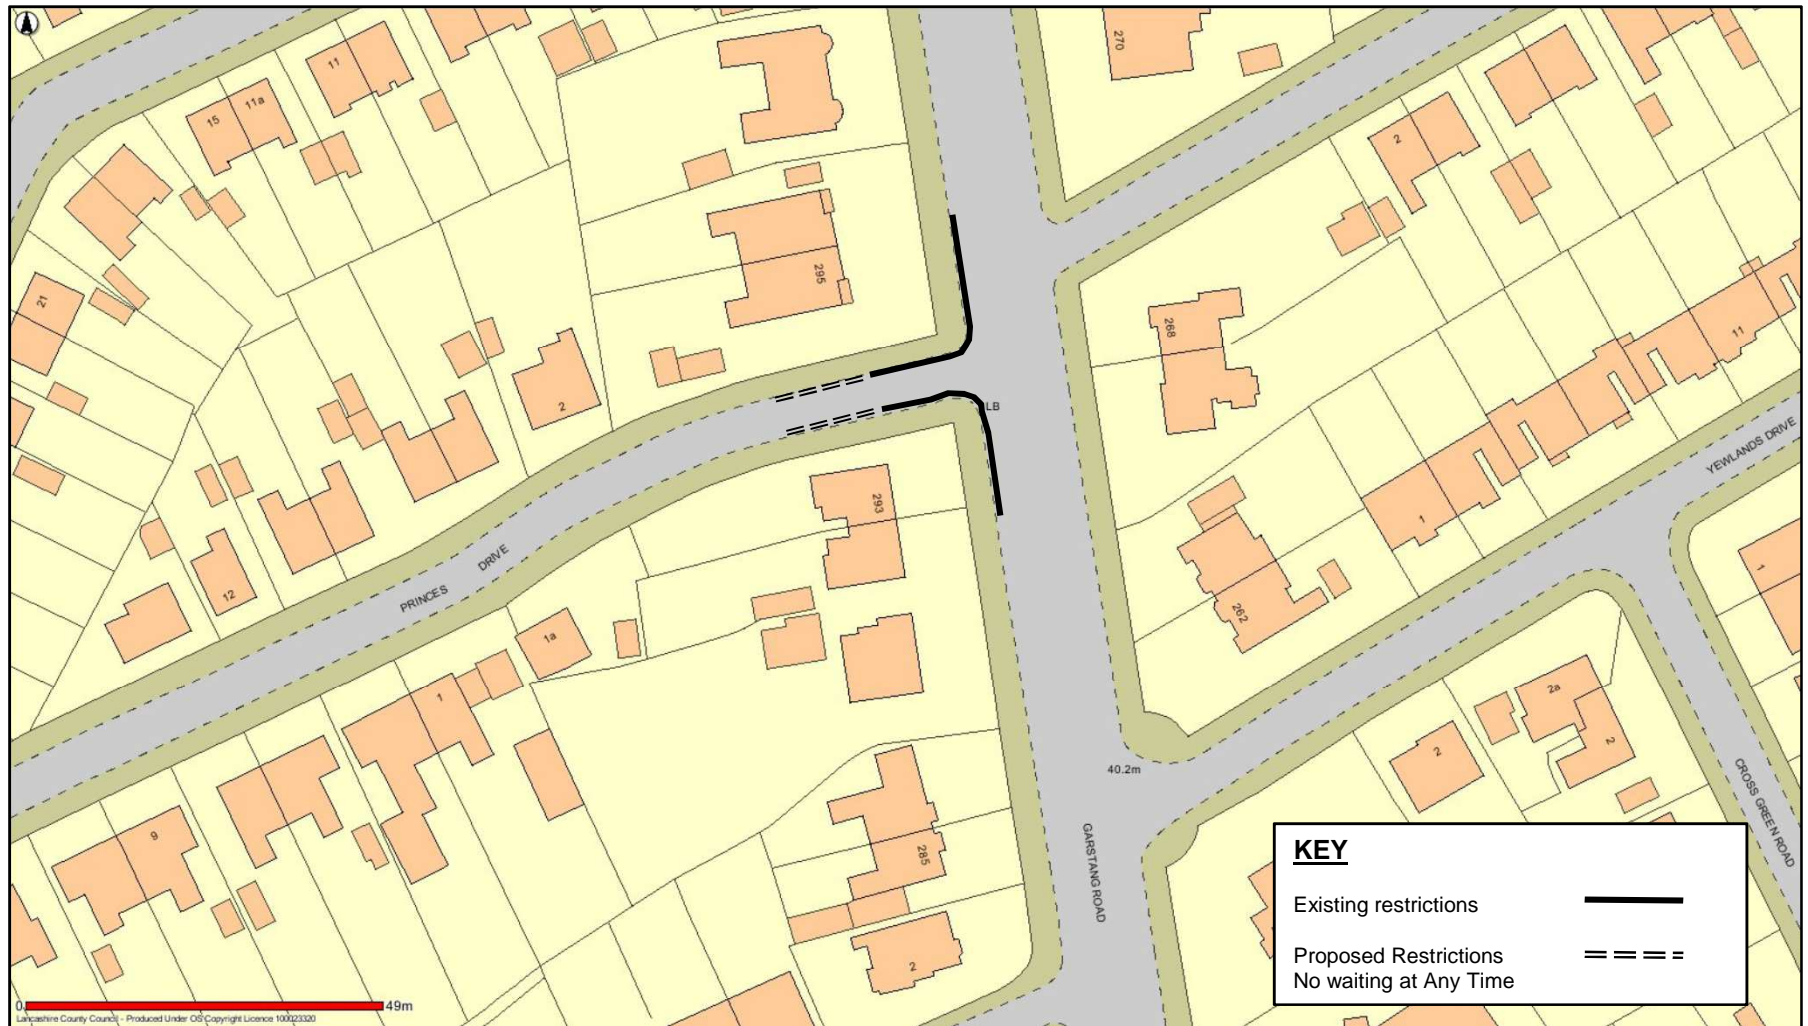 270
11
11a
15
2
295
21
268
11
2
LB
YEWLANDS DRIVE
293
1
PRINCES DRIVE
12
262
1
1a
1
2a
2
2
40.2m
CROSS GREEN ROAD
9
285
GARSTANG ROAD
2
KEY
Existing restrictions
Proposed Restrictions
No waiting at Any Time
0
49m
Lancashire County Council - Produced Under OS Copyright Licence 100023320